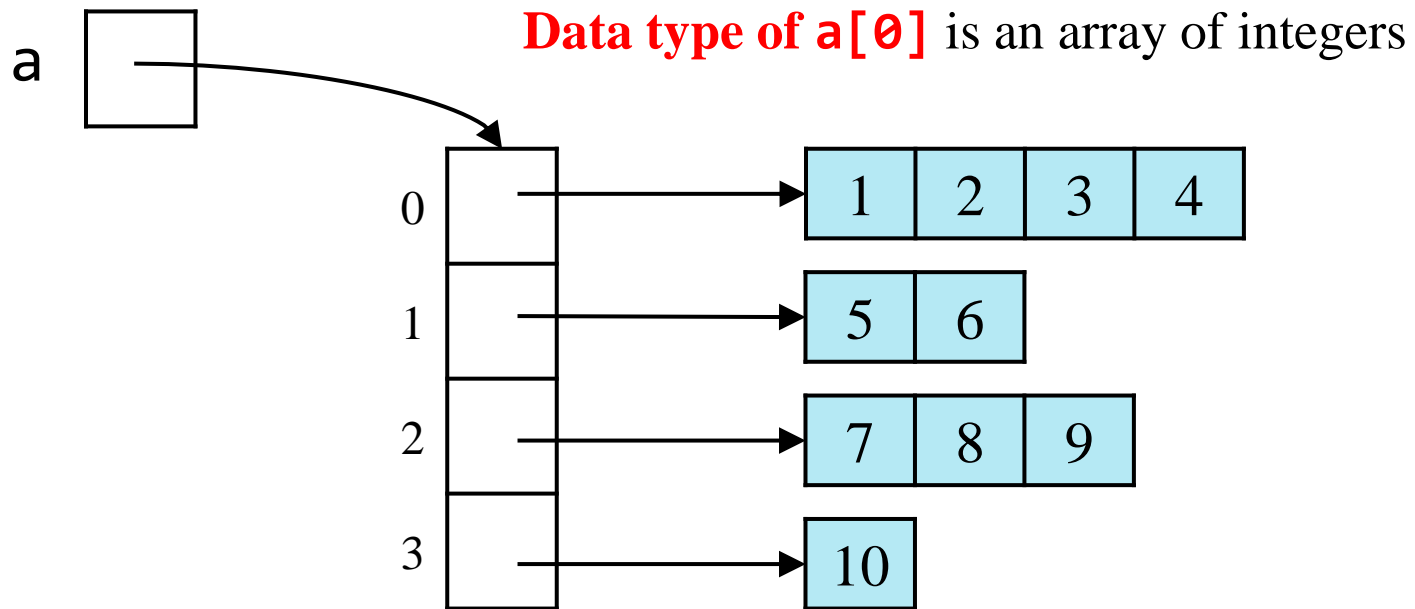 Data type of a[0] is an array of integers
a
0 1 2 3 4
1 5 6
2 7 8 9
3 10